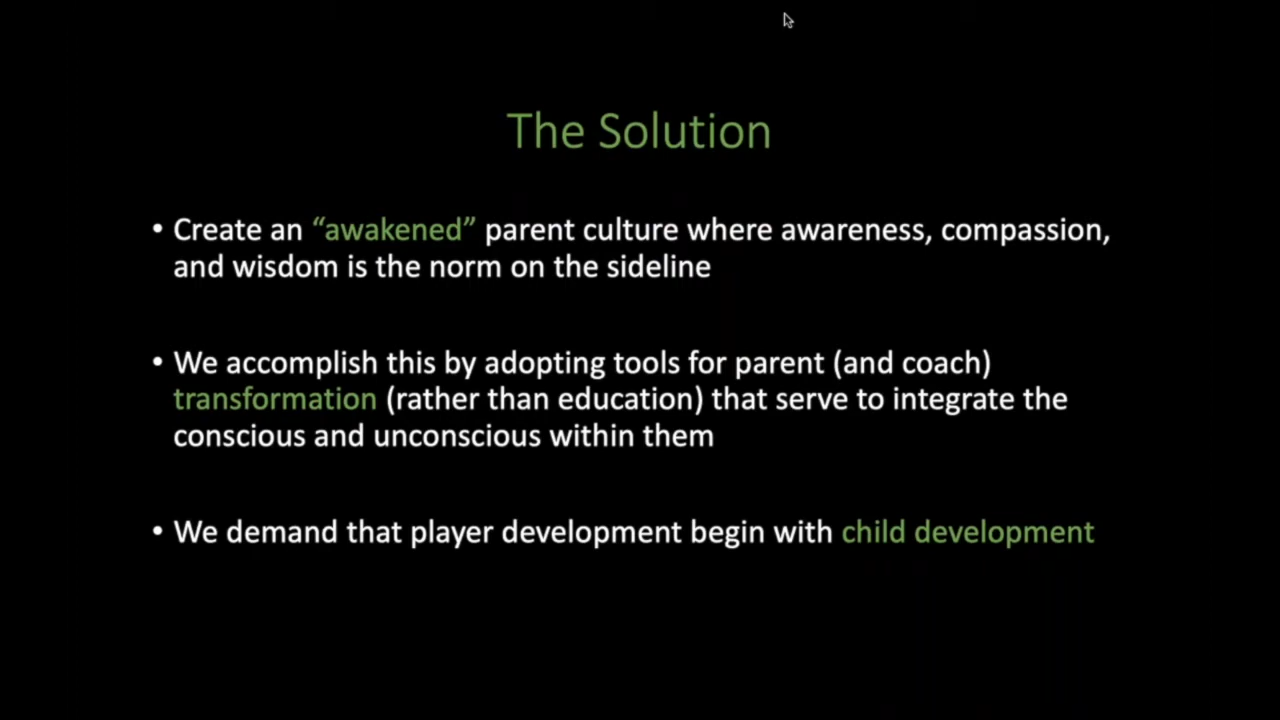 The Solution
• Create an “awakened” parent culture where awareness, compassion,
and wisdom is the norm on the sideline
• We accomplish this by adopting tools for parent (and coach)
transformation (rather than education) that serve to integrate the
conscious and unconscious within them
• We demand that player development begin with child development